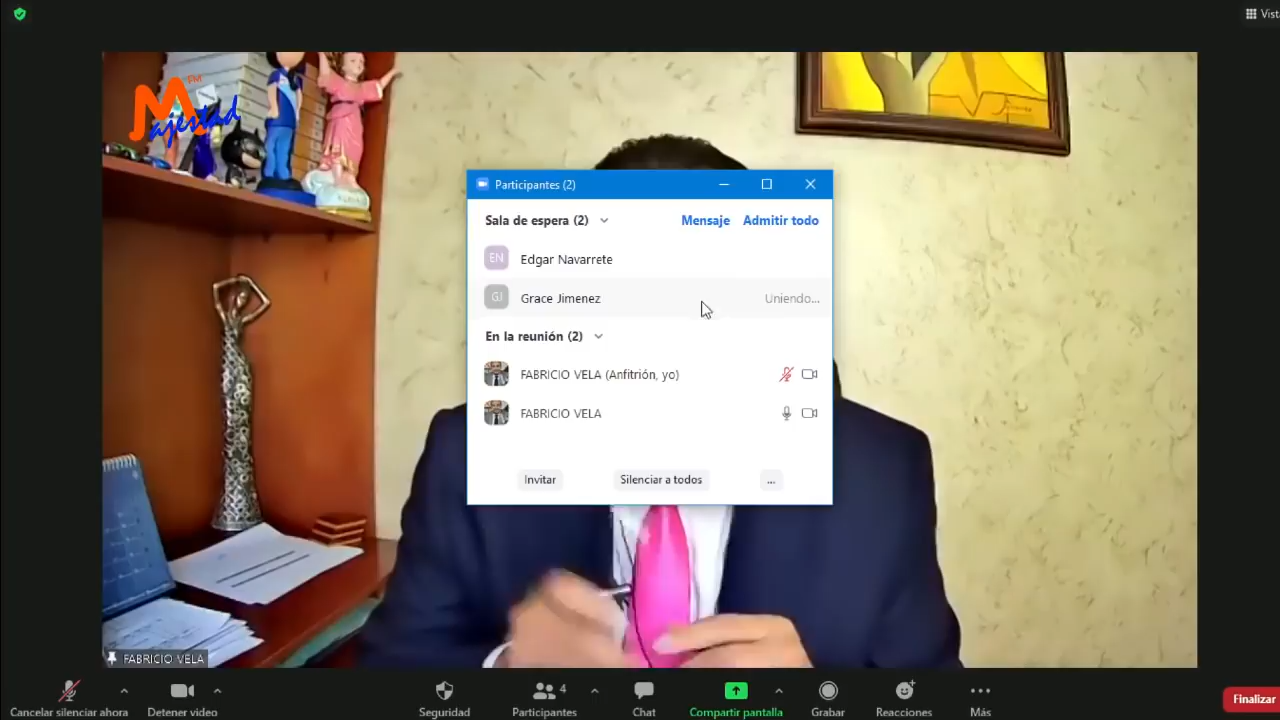 Vist
M FM
ajestad
Participantes (2)
Sala de espera (2)
Mensaje
Admitir todo
EN
Edgar Navarrete
GJ
Grace Jimenez
Uniendo...
En la reunión (2)
FABRICIO VELA (Anfitrión, yo)
FABRICIO VELA
Invitar
Silenciar a todos
...
FABRICIO VELA
4
Cancelar silenciar ahora
Detener video
Seguridad
Participantes
Chat
Compartir pantalla
Grabar
Reacciones
Más
Finalizar